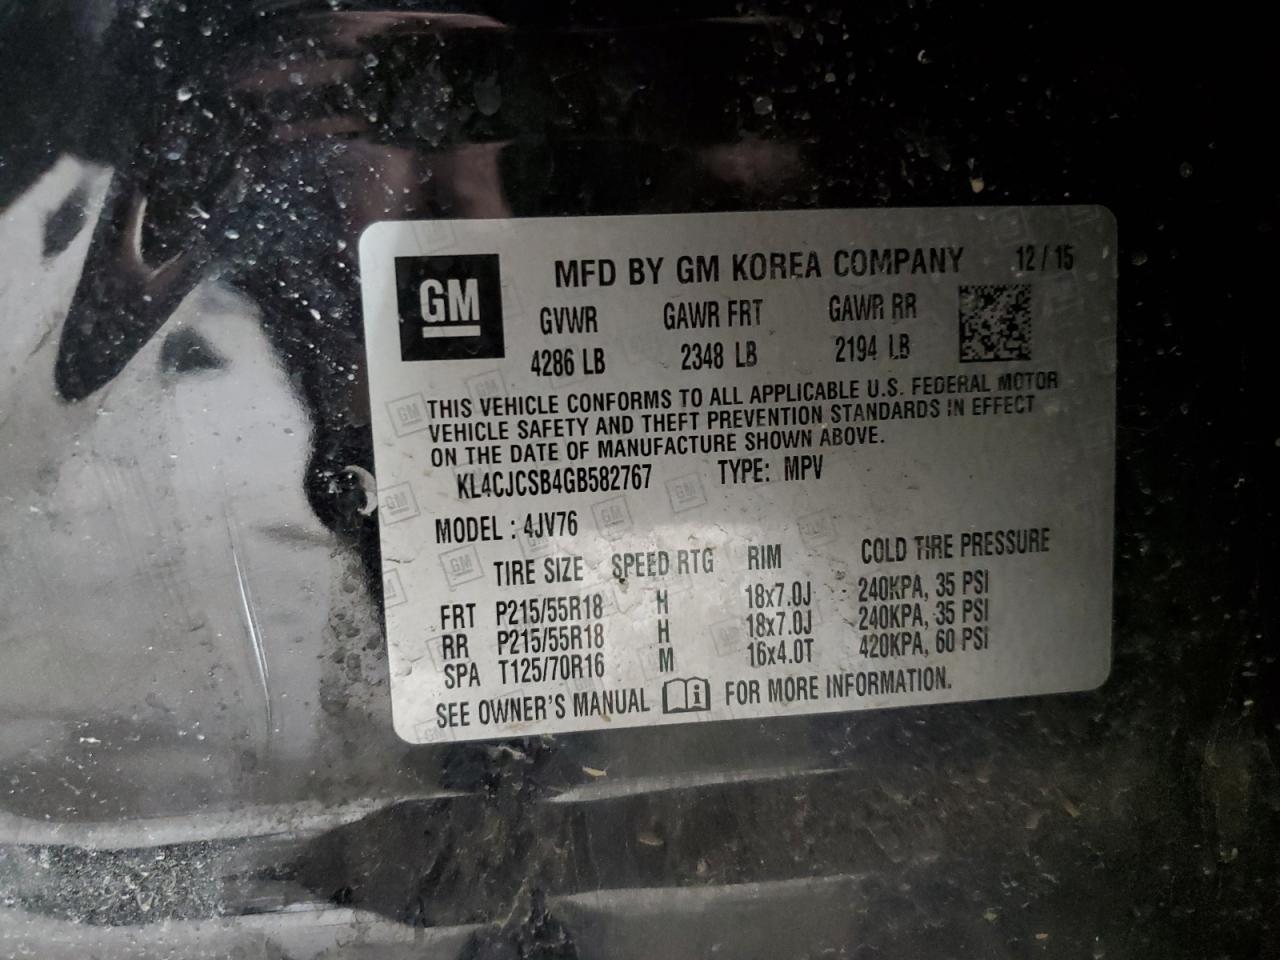 GM
MFD BY GM KOREA COMPANY 12/15
GVWR GAWR FRT GAWR RR
4286 LB 2348 LB 2194 LB
THIS VEHICLE CONFORMS TO ALL APPLICABLE U.S. FEDERAL MOTOR
VEHICLE SAFETY AND THEFT PREVENTION STANDARDS IN EFFECT
ON THE DATE OF MANUFACTURE SHOWN ABOVE.
KL4CJCSB4GB582767 TYPE: MPV
MODEL : 4JV76
TIRE SIZE SPEED RTG RIM COLD TIRE PRESSURE
FRT P215/55R18 H 18x7.0J 240KPA, 35 PSI
RR P215/55R18 H 18x7.0J 240KPA, 35 PSI
SPA T125/70R16 M 16x4.0T 420KPA, 60 PSI
SEE OWNER'S MANUAL i FOR MORE INFORMATION.